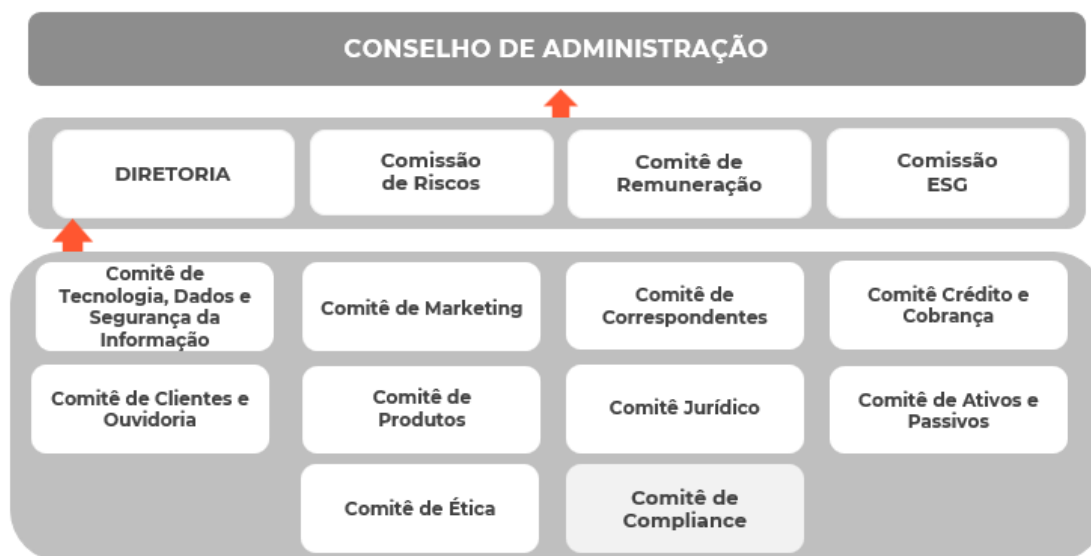 CONSELHO DE ADMINISTRAÇÃO
DIRETORIA
Comissão
de Riscos
Comitê de
Remuneração
Comissão
ESG
Comitê de
Tecnologia, Dados e
Segurança da
Informação
Comitê de Marketing
Comitê de
Correspondentes
Comitê Crédito e
Cobrança
Comitê de Clientes e
Ouvidoria
Comitê de
Produtos
Comitê Jurídico
Comitê de Ativos e
Passivos
Comitê de Ética
Comitê de
Compliance